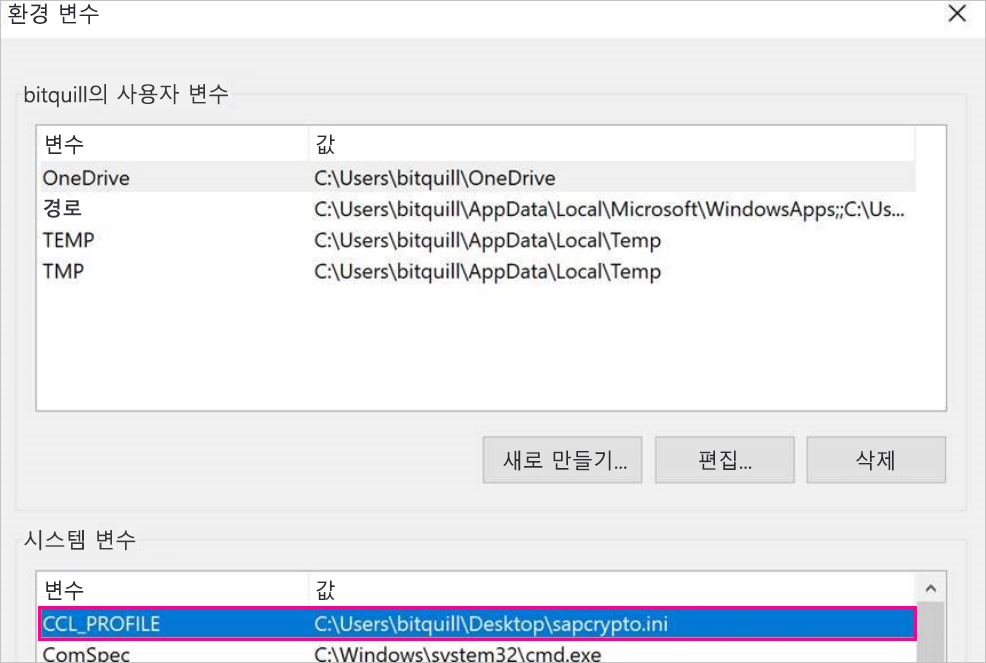 환경 변수
bitquill의 사용자 변수
변수 값
OneDrive C:\Users\bitquill\OneDrive
경로 C:\Users\bitquill\AppData\Local\Microsoft\WindowsApps;;C:\Us...
TEMP C:\Users\bitquill\AppData\Local\Temp
TMP C:\Users\bitquill\AppData\Local\Temp
새로 만들기... 편집... 삭제
시스템 변수
변수 값
CCL_PROFILE C:\Users\bitquill\Desktop\sapcrypto.ini
ComSpec C:\Windows\system32\cmd.exe